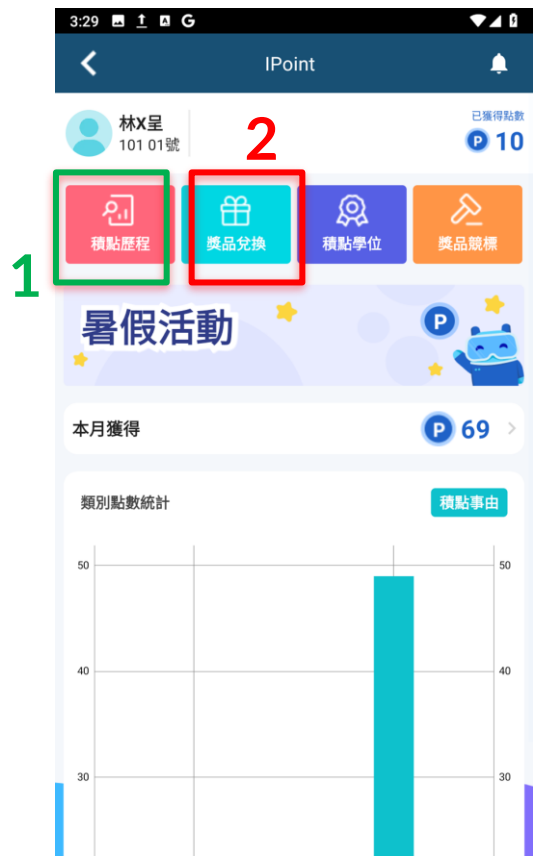 3:29
IPoint
林X呈
101 01號
已獲得點數
P 10
2
積點歷程
獎品兌換
積點學位
獎品競標
1
暑假活動
P
本月獲得
P 69
類別點數統計
積點事由
50
50
40
40
30
30